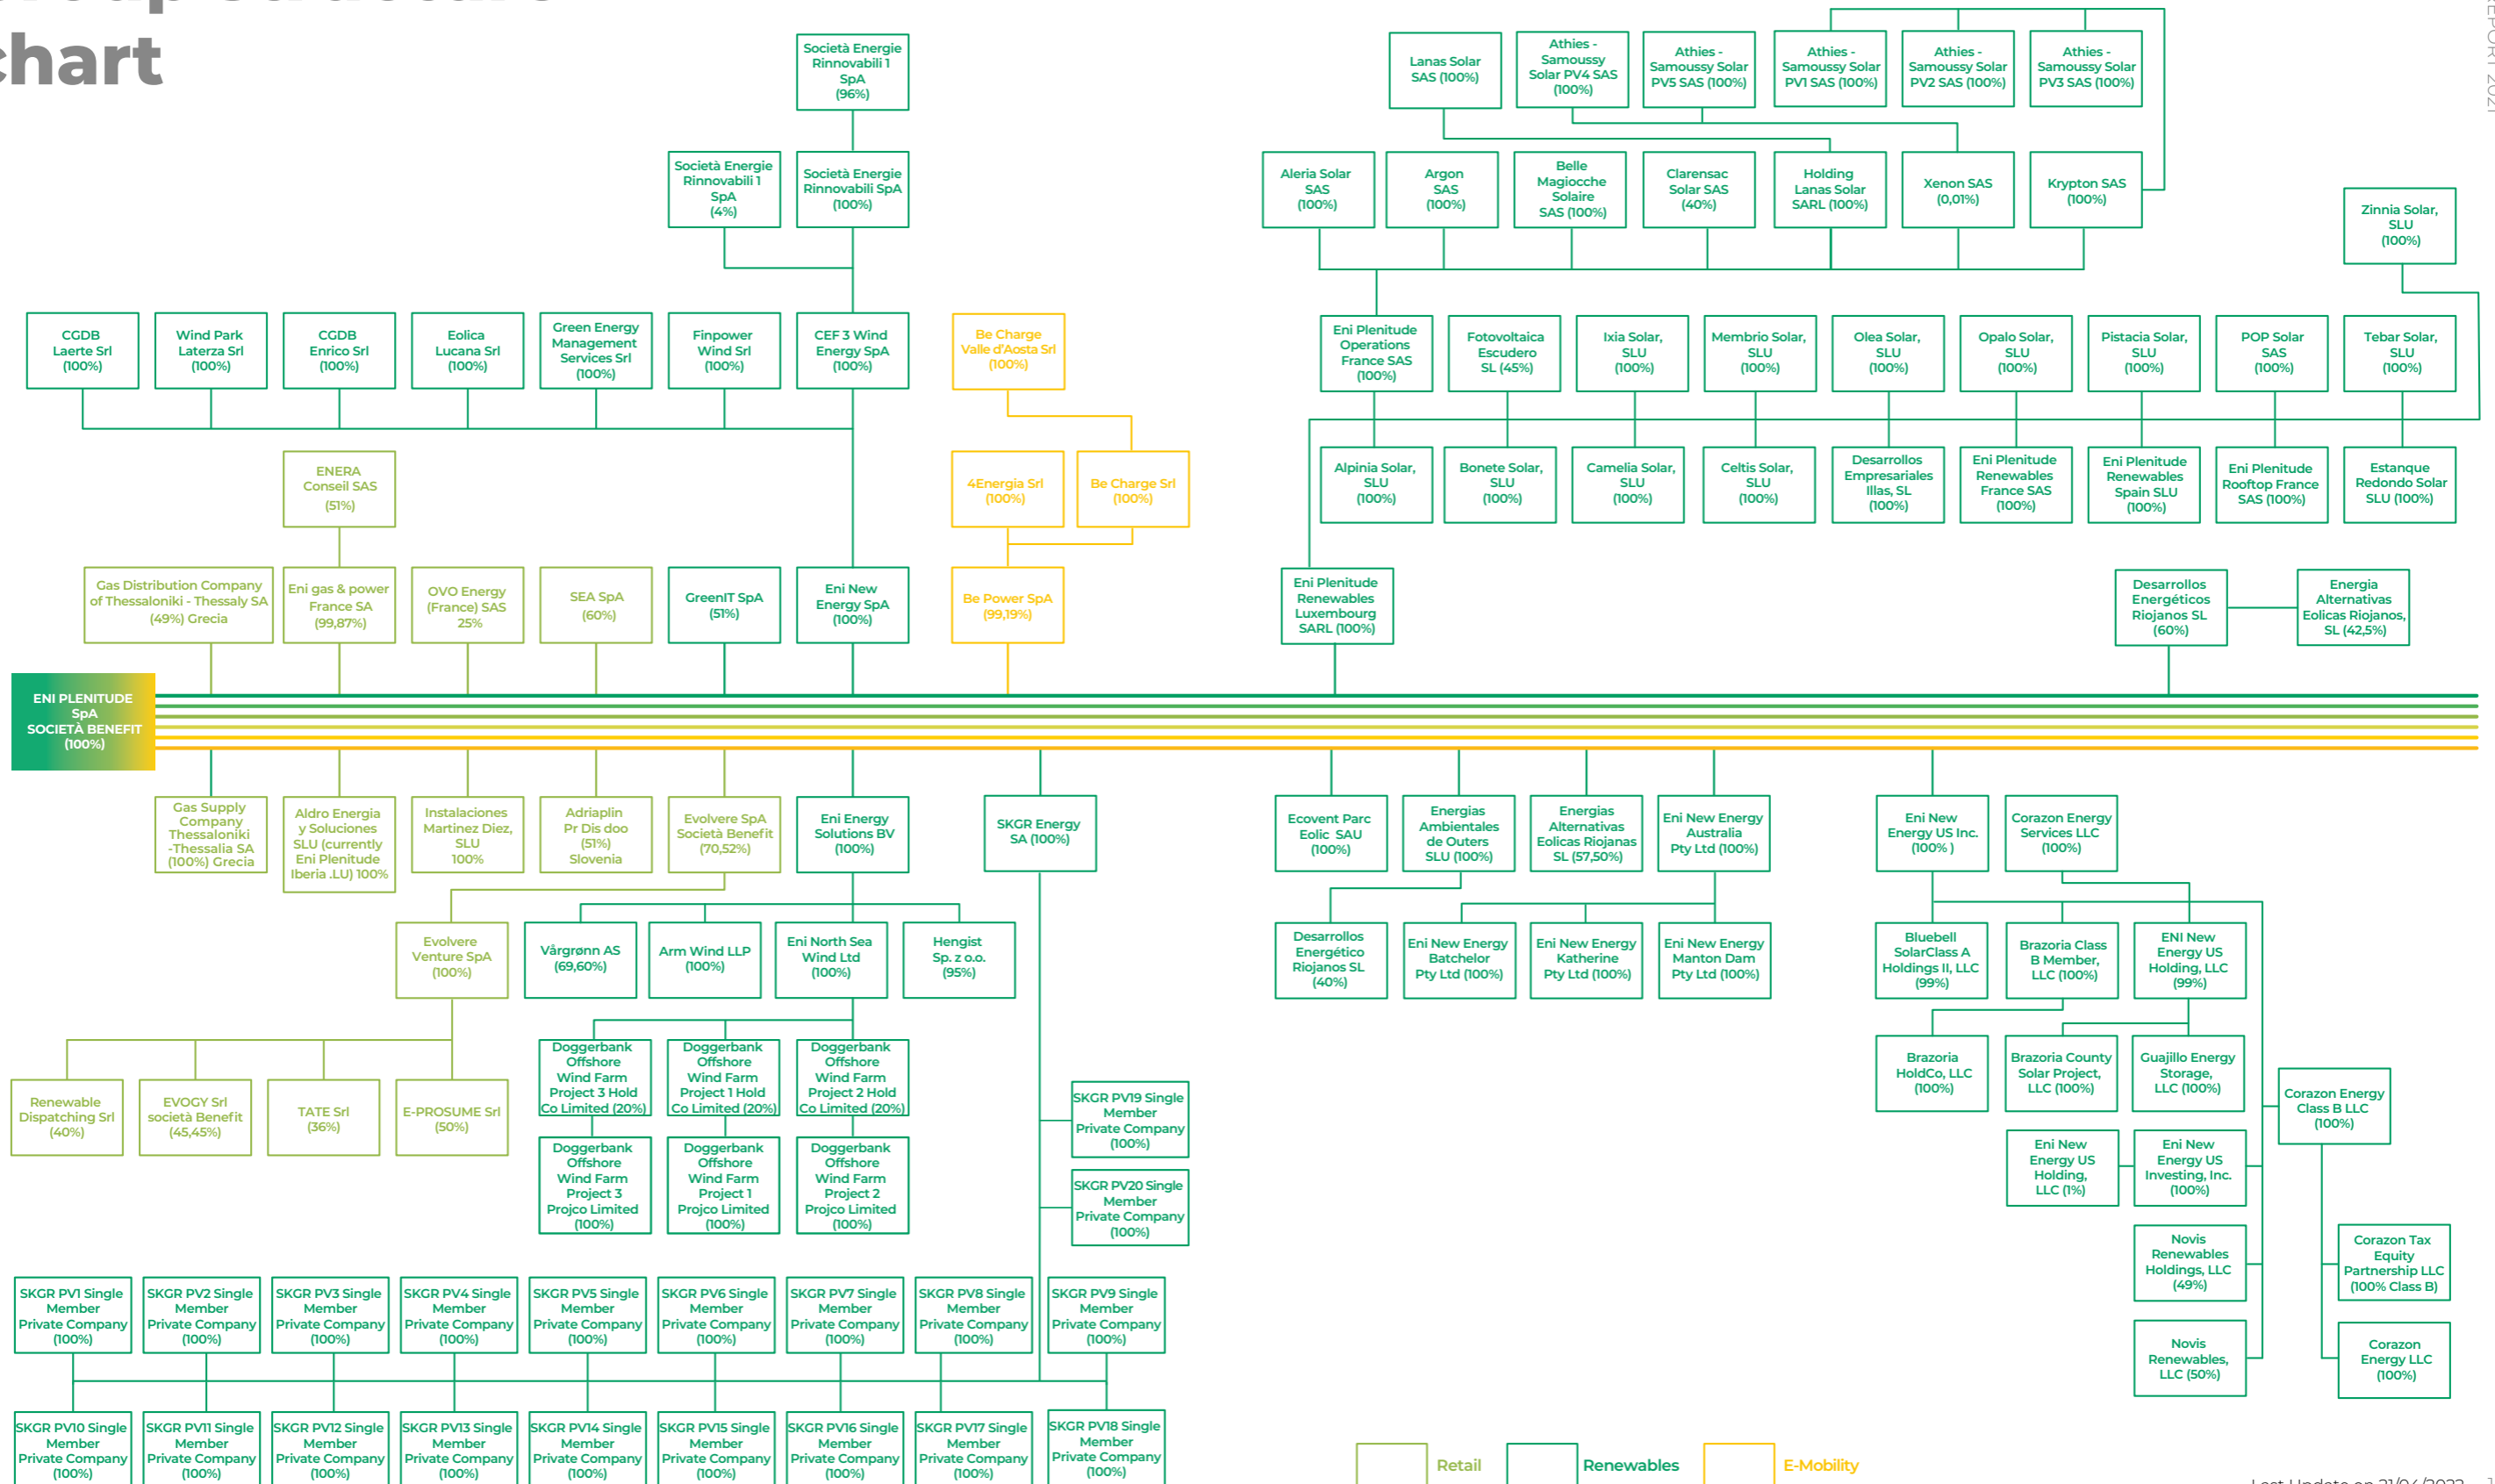 chart
REPORT 2021
Società Energie
Rinnovabili 1
SpA
(96%)
Lanas Solar
SAS (100%)
Athies -
Samoussy
Solar PV4 SAS
(100%)
Athies -
Samoussy Solar
PV5 SAS (100%)
Athies -
Samoussy Solar
PV1 SAS (100%)
Athies -
Samoussy Solar
PV2 SAS (100%)
Athies -
Samoussy Solar
PV3 SAS (100%)
Società Energie
Rinnovabili 1
SpA
(4%)
Società Energie
Rinnovabili SpA
(100%)
Aleria Solar
SAS
(100%)
Argon
SAS
(100%)
Belle
Magiocche
Solaire
SAS (100%)
Clarensac
Solar SAS
(40%)
Holding
Lanas Solar
SARL (100%)
Xenon SAS
(0,01%)
Krypton SAS
(100%)
Zinnia Solar,
SLU
(100%)
CGDB
Laerte Srl
(100%)
Wind Park
Laterza Srl
(100%)
CGDB
Enrico Srl
(100%)
Eolica
Lucana Srl
(100%)
Green Energy
Management
Services Srl
(100%)
Finpower
Wind Srl
(100%)
CEF 3 Wind
Energy SpA
(100%)
Be Charge
Valle d'Aosta Srl
(100%)
Eni Plenitude
Operations
France SAS
(100%)
Fotovoltaica
Escudero
SL (45%)
Ixia Solar,
SLU
(100%)
Membrio Solar,
SLU
(100%)
Olea Solar,
SLU
(100%)
Opalo Solar,
SLU
(100%)
Pistacia Solar,
SLU
(100%)
POP Solar
SAS
(100%)
Tebar Solar,
SLU
(100%)
ENERA
Conseil SAS
(51%)
4Energia Srl
(100%)
Be Charge Srl
(100%)
Alpinia Solar,
SLU
(100%)
Bonete Solar,
SLU
(100%)
Camelia Solar,
SLU
(100%)
Celtis Solar,
SLU
(100%)
Desarrollos
Empresariales
Illas, SL
(100%)
Eni Plenitude
Renewables
France SAS
(100%)
Eni Plenitude
Renewables
Spain SLU
(100%)
Eni Plenitude
Rooftop France
SAS (100%)
Estanque
Redondo Solar
SLU (100%)
Gas Distribution Company
of Thessaloniki - Thessaly SA
(49%) Grecia
Eni gas & power
France SA
(99,87%)
OVO Energy
(France) SAS
25%
SEA SpA
(60%)
GreenIT SpA
(51%)
Eni New
Energy SpA
(100%)
Be Power SpA
(99,19%)
Eni Plenitude
Renewables
Luxembourg
SARL (100%)
Desarrollos
Energéticos
Riojanos SL
(60%)
Energia
Alternativas
Eolicas Riojanos,
SL (42,5%)
ENI PLENITUDE
SpA
SOCIETÀ BENEFIT
(100%)
Gas Supply
Company
Thessaloniki
-Thessalia SA
(100%) Grecia
Aldro Energia
y Soluciones
SLU (currently
Eni Plenitude
Iberia .LU) 100%
Instalaciones
Martinez Diez,
SLU
100%
Adriaplin
Pr Dis doo
(51%)
Slovenia
Evolvere SpA
Società Benefit
(70,52%)
Eni Energy
Solutions BV
(100%)
SKGR Energy
SA (100%)
Ecovent Parc
Eolic SAU
(100%)
Energias
Ambientales
de Outers
SLU (100%)
Energias
Alternativas
Eolicas Riojanas
SL (57,50%)
Eni New Energy
Australia
Pty Ltd (100%)
Eni New
Energy US Inc.
(100% )
Corazon Energy
Services LLC
(100%)
Evolvere
Venture SpA
(100%)
Vårgrønn AS
(69,60%)
Arm Wind LLP
(100%)
Eni North Sea
Wind Ltd
(100%)
Hengist
Sp. z o.o.
(95%)
Desarrollos
Energético
Riojanos SL
(40%)
Eni New Energy
Batchelor
Pty Ltd (100%)
Eni New Energy
Katherine
Pty Ltd (100%)
Eni New Energy
Manton Dam
Pty Ltd (100%)
Bluebell
SolarClass A
Holdings II, LLC
(99%)
Brazoria Class
B Member,
LLC (100%)
ENI New
Energy US
Holding, LLC
(99%)
Renewable
Dispatching Srl
(40%)
EVOGY Srl
società Benefit
(45,45%)
TATE Srl
(36%)
E-PROSUME Srl
(50%)
Doggerbank
Offshore
Wind Farm
Project 3 Hold
Co Limited (20%)
Doggerbank
Offshore
Wind Farm
Project 1 Hold
Co Limited (20%)
Doggerbank
Offshore
Wind Farm
Project 2 Hold
Co Limited (20%)
SKGR PV19 Single
Member
Private Company
(100%)
Brazoria
HoldCo, LLC
(100%)
Brazoria County
Solar Project,
LLC (100%)
Guajillo Energy
Storage,
LLC (100%)
Corazon Energy
Class B LLC
(100%)
Doggerbank
Offshore
Wind Farm
Project 3
Projco Limited
(100%)
Doggerbank
Offshore
Wind Farm
Project 1
Projco Limited
(100%)
Doggerbank
Offshore
Wind Farm
Project 2
Projco Limited
(100%)
SKGR PV20 Single
Member
Private Company
(100%)
Eni New
Energy US
Holding,
LLC (1%)
Eni New
Energy US
Investing, Inc.
(100%)
Novis
Renewables
Holdings, LLC
(49%)
Corazon Tax
Equity
Partnership LLC
(100% Class B)
SKGR PV1 Single
Member
Private Company
(100%)
SKGR PV2 Single
Member
Private Company
(100%)
SKGR PV3 Single
Member
Private Company
(100%)
SKGR PV4 Single
Member
Private Company
(100%)
SKGR PV5 Single
Member
Private Company
(100%)
SKGR PV6 Single
Member
Private Company
(100%)
SKGR PV7 Single
Member
Private Company
(100%)
SKGR PV8 Single
Member
Private Company
(100%)
SKGR PV9 Single
Member
Private Company
(100%)
Novis
Renewables,
LLC (50%)
Corazon
Energy LLC
(100%)
SKGR PV10 Single
Member
Private Company
(100%)
SKGR PV11 Single
Member
Private Company
(100%)
SKGR PV12 Single
Member
Private Company
(100%)
SKGR PV13 Single
Member
Private Company
(100%)
SKGR PV14 Single
Member
Private Company
(100%)
SKGR PV15 Single
Member
Private Company
(100%)
SKGR PV16 Single
Member
Private Company
(100%)
SKGR PV17 Single
Member
Private Company
(100%)
SKGR PV18 Single
Member
Private Company
(100%)
Retail
Renewables
E-Mobility
Last Update on 21/04/2022